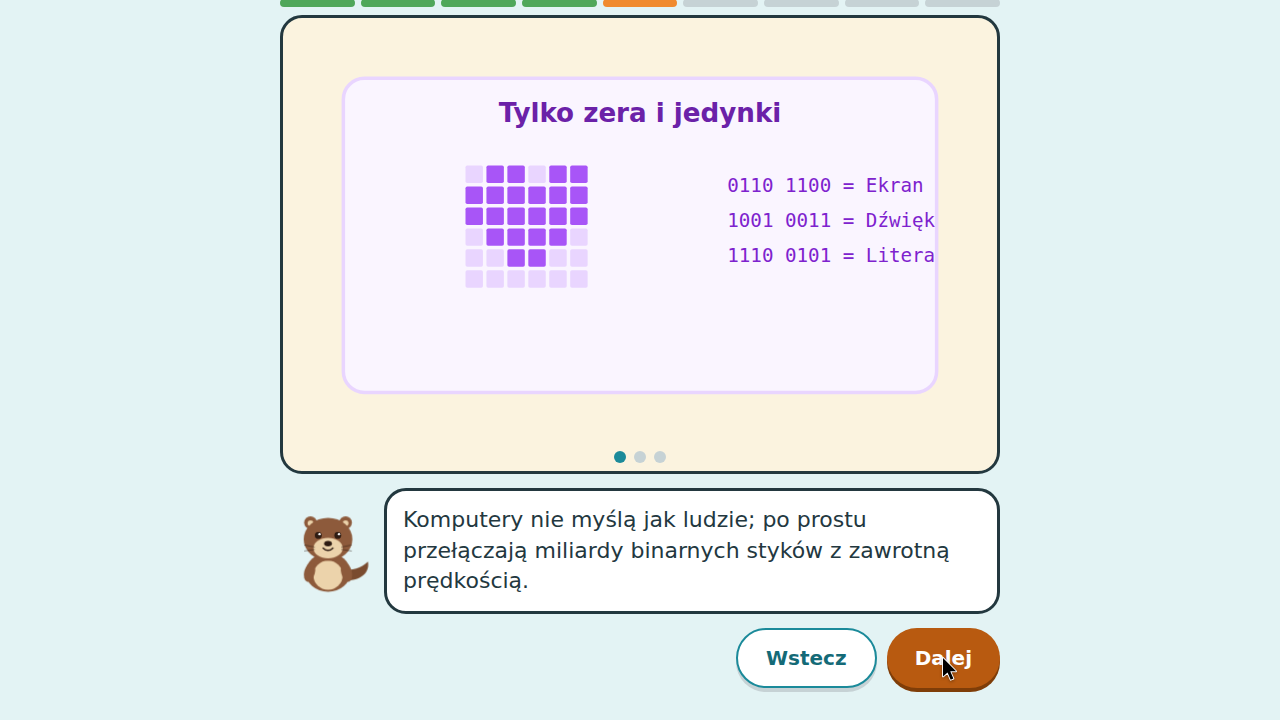 Tylko zera i jedynki
0110 1100 = Ekran
1001 0011 = Dźwięk
1110 0101 = Litera
Komputery nie myślą jak ludzie; po prostu
przełączają miliardy binarnych styków z zawrotną
prędkością.
Wstecz
Dalej